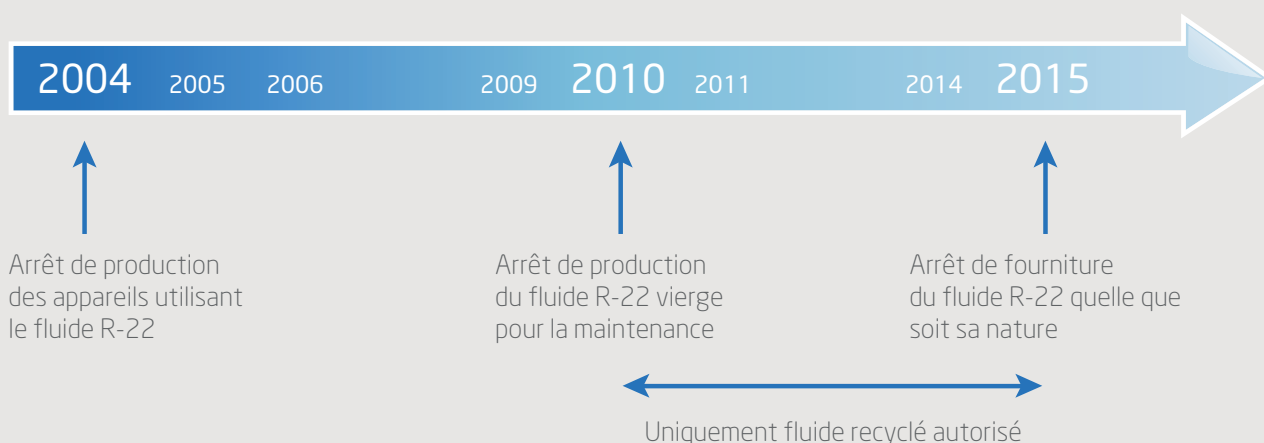 2004 2005 2006 2009 2010 2011 2014 2015
Arrêt de production
des appareils utilisant
le fluide R-22
Arrêt de production
du fluide R-22 vierge
pour la maintenance
Arrêt de fourniture
du fluide R-22 quelle que
soit sa nature
Uniquement fluide recyclé autorisé